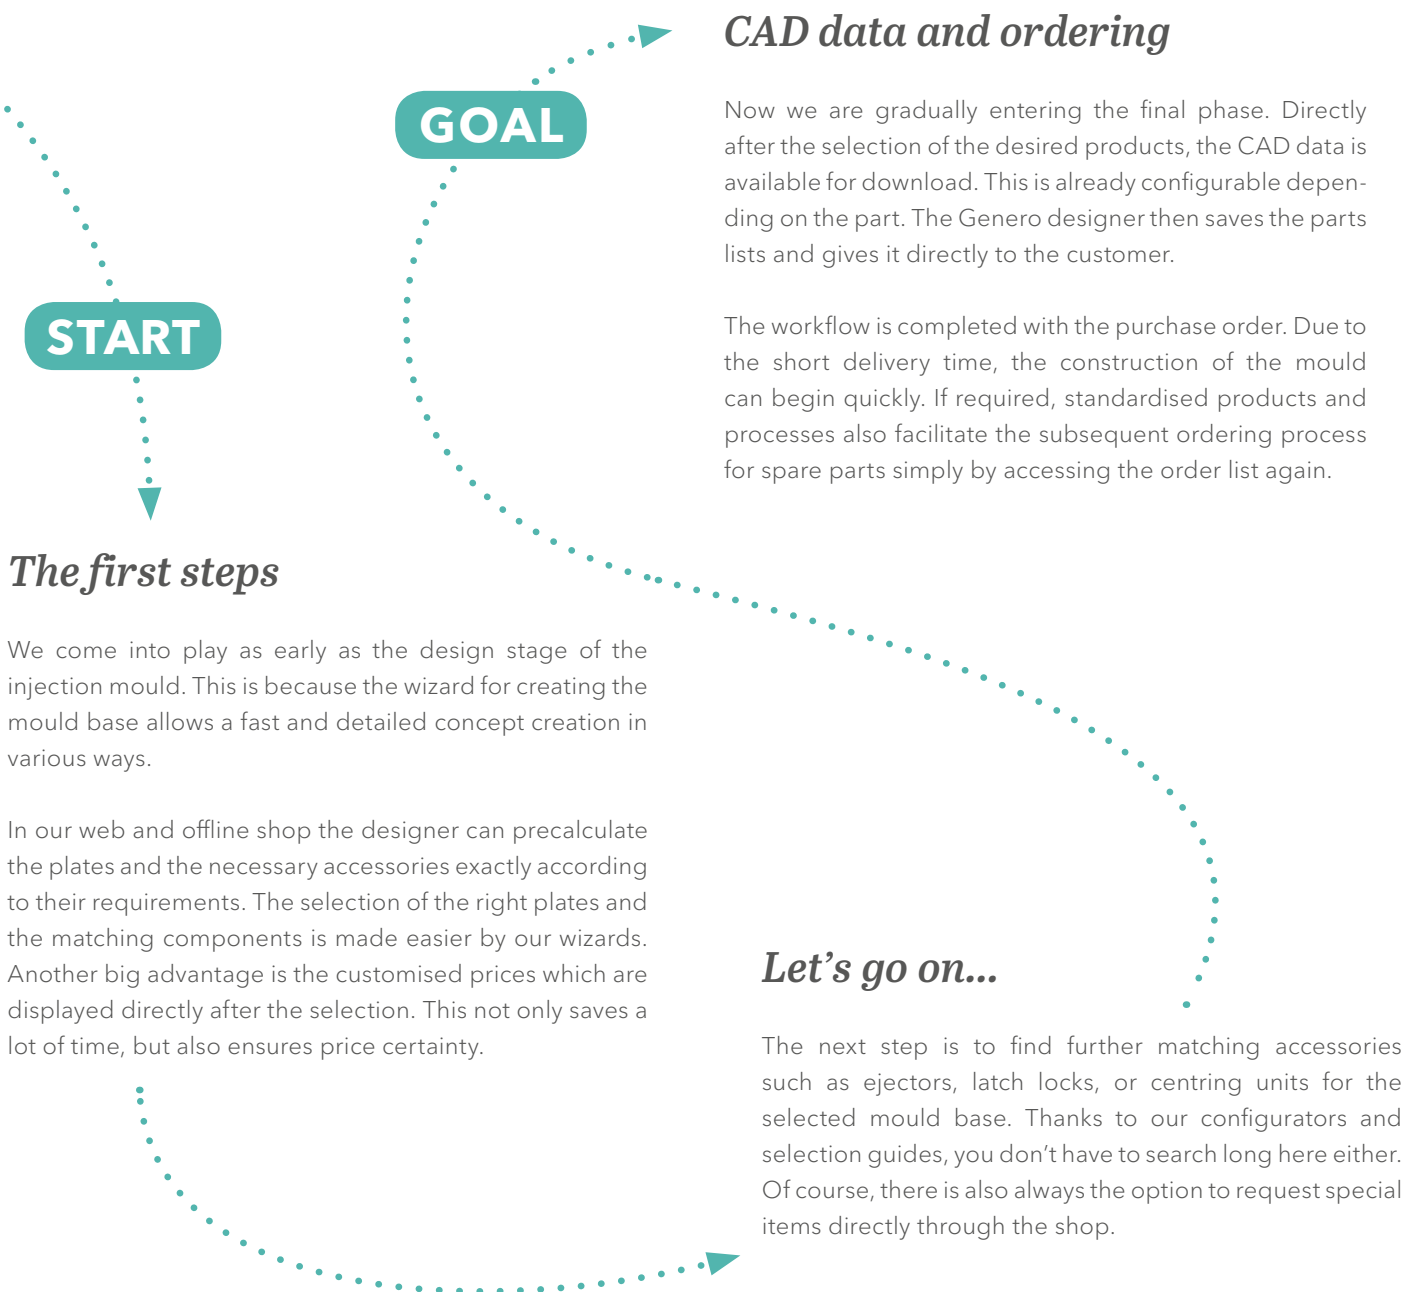 START
The first steps
We come into play as early as the design stage of the
injection mould. This is because the wizard for creating the
mould base allows a fast and detailed concept creation in
various ways.
In our web and offline shop the designer can precalculate
the plates and the necessary accessories exactly according
to their requirements. The selection of the right plates and
the matching components is made easier by our wizards.
Another big advantage is the customised prices which are
displayed directly after the selection. This not only saves a
lot of time, but also ensures price certainty.
Let’s go on...
The next step is to find further matching accessories
such as ejectors, latch locks, or centring units for the
selected mould base. Thanks to our configurators and
selection guides, you don’t have to search long here either.
Of course, there is also always the option to request special
items directly through the shop.
GOAL
CAD data and ordering
Now we are gradually entering the final phase. Directly
after the selection of the desired products, the CAD data is
available for download. This is already configurable depen-
ding on the part. The Genero designer then saves the parts
lists and gives it directly to the customer.
The workflow is completed with the purchase order. Due to
the short delivery time, the construction of the mould
can begin quickly. If required, standardised products and
processes also facilitate the subsequent ordering process
for spare parts simply by accessing the order list again.